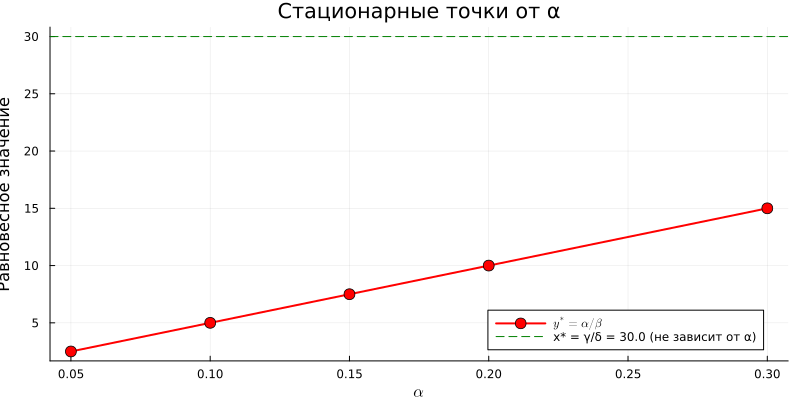 Стационарные точки от α
30
25
20
15
10
5
Равновесное значение
y* = α/β
x* = γ/δ = 30.0 (не зависит от α)
0.05 0.10 0.15 0.20 0.25 0.30
α